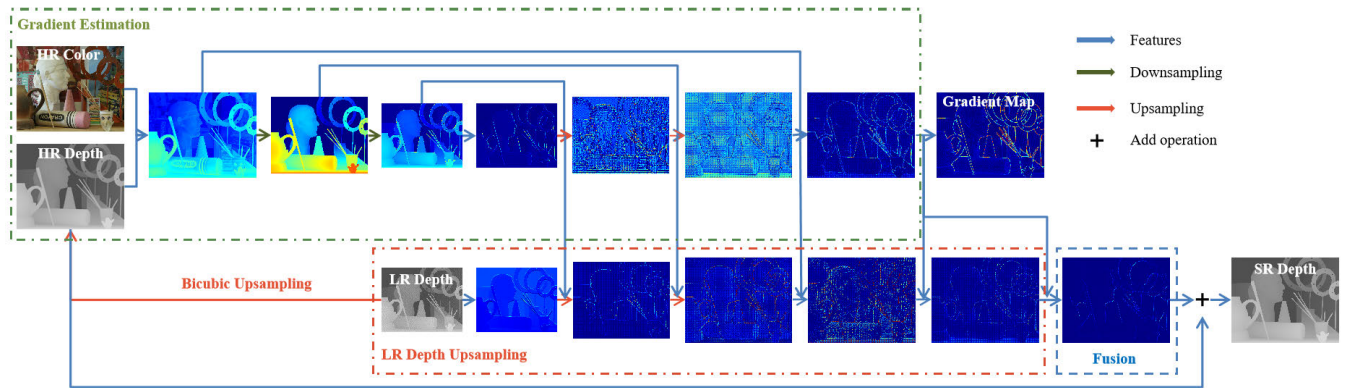 Gradient Estimation
HR Color
HR Depth
Gradient Map
Features
Downsampling
Upsampling
+ Add operation
Bicubic Upsampling
LR Depth
LR Depth Upsampling
+
SR Depth
Fusion